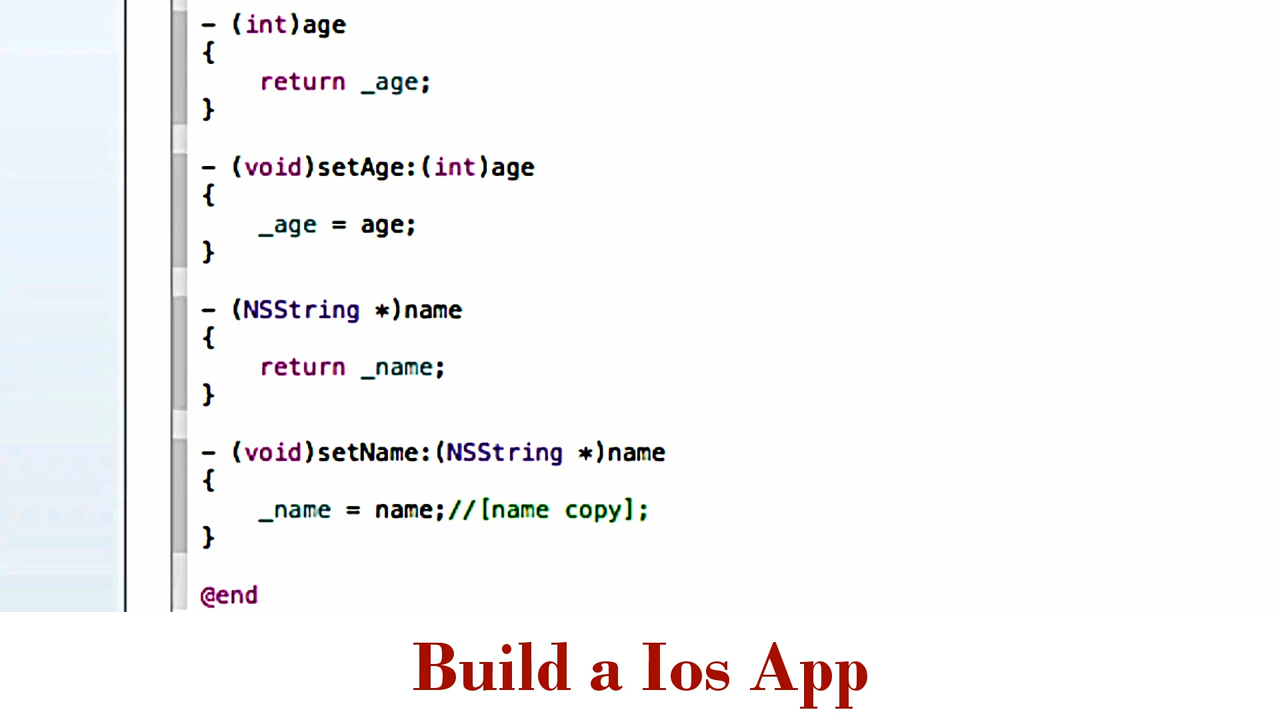 - (int)age
{
    return _age;
}
- (void)setAge:(int)age
{
    _age = age;
}
- (NSString *)name
{
    return _name;
}
- (void)setName:(NSString *)name
{
    _name = name;//[name copy];
}
@end
Build a Ios App